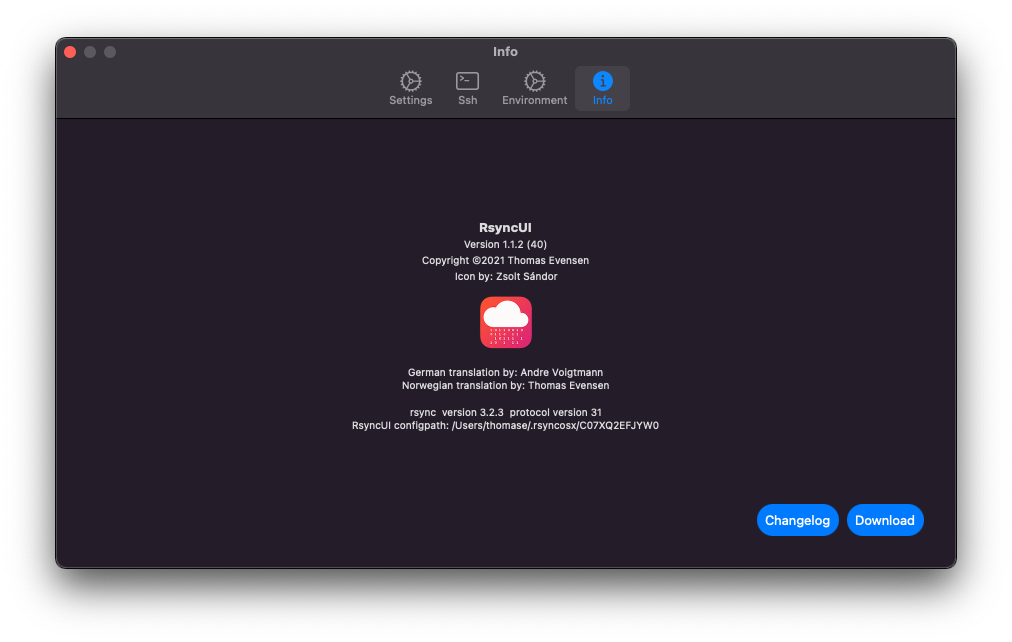 Info
Settings
Ssh
Environment
Info
RsyncUI
Version 1.1.2 (40)
Copyright ©2021 Thomas Evensen
Icon by: Zsolt Sándor
German translation by: Andre Voigtmann
Norwegian translation by: Thomas Evensen
rsync  version 3.2.3  protocol version 31
RsyncUI configpath: /Users/thomase/.rsyncosx/C07XQ2EFJYW0
Changelog
Download